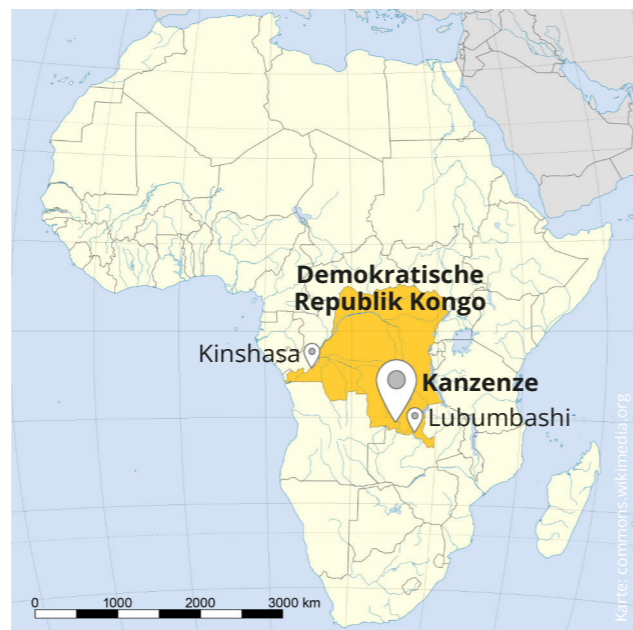 Demokratische
Republik Kongo
Kinshasa
Kanzenze
Lubumbashi
0 1000 2000 3000 km
Karte: commons.wikimedia.org